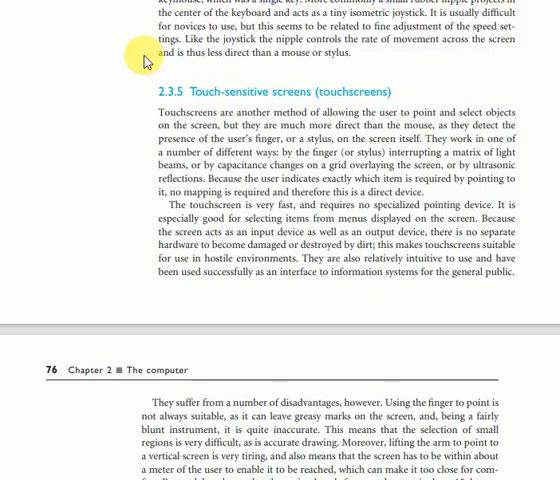 keymouse, which was a single key. More commonly a small rubber nipple projects in
the center of the keyboard and acts as a tiny isometric joystick. It is usually difficult
for novices to use, but this seems to be related to fine adjustment of the speed set-
tings. Like the joystick the nipple controls the rate of movement across the screen
and is thus less direct than a mouse or stylus.
2.3.5 Touch-sensitive screens (touchscreens)
Touchscreens are another method of allowing the user to point and select objects
on the screen, but they are much more direct than the mouse, as they detect the
presence of the user's finger, or a stylus, on the screen itself. They work in one of
a number of different ways: by the finger (or stylus) interrupting a matrix of light
beams, or by capacitance changes on a grid overlaying the screen, or by ultrasonic
reflections. Because the user indicates exactly which item is required by pointing to
it, no mapping is required and therefore this is a direct device.
The touchscreen is very fast, and requires no specialized pointing device. It is
especially good for selecting items from menus displayed on the screen. Because
the screen acts as an input device as well as an output device, there is no separate
hardware to become damaged or destroyed by dirt; this makes touchscreens suitable
for use in hostile environments. They are also relatively intuitive to use and have
been used successfully as an interface to information systems for the general public.
76 Chapter 2 ■ The computer
They suffer from a number of disadvantages, however. Using the finger to point is
not always suitable, as it can leave greasy marks on the screen, and, being a fairly
blunt instrument, it is quite inaccurate. This means that the selection of small
regions is very difficult, as is accurate drawing. Moreover, lifting the arm to point to
a vertical screen is very tiring, and also means that the screen has to be within about
a meter of the user to enable it to be reached, which can make it too close for com-